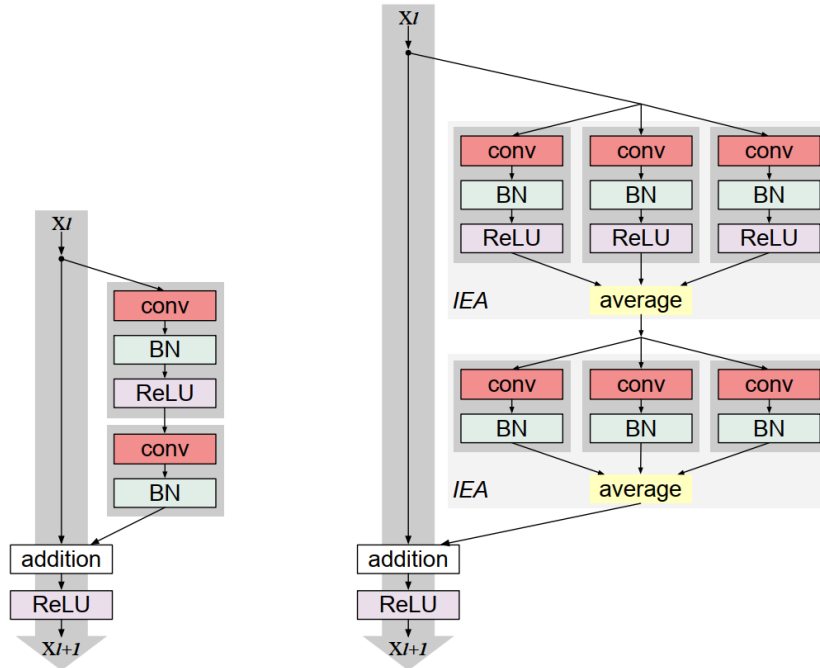 xl
conv
BN
ReLU
conv
BN
addition
ReLU
xl+1
xl
conv conv conv
BN BN BN
ReLU ReLU ReLU
IEA average
conv conv conv
BN BN BN
IEA average
addition
ReLU
xl+1